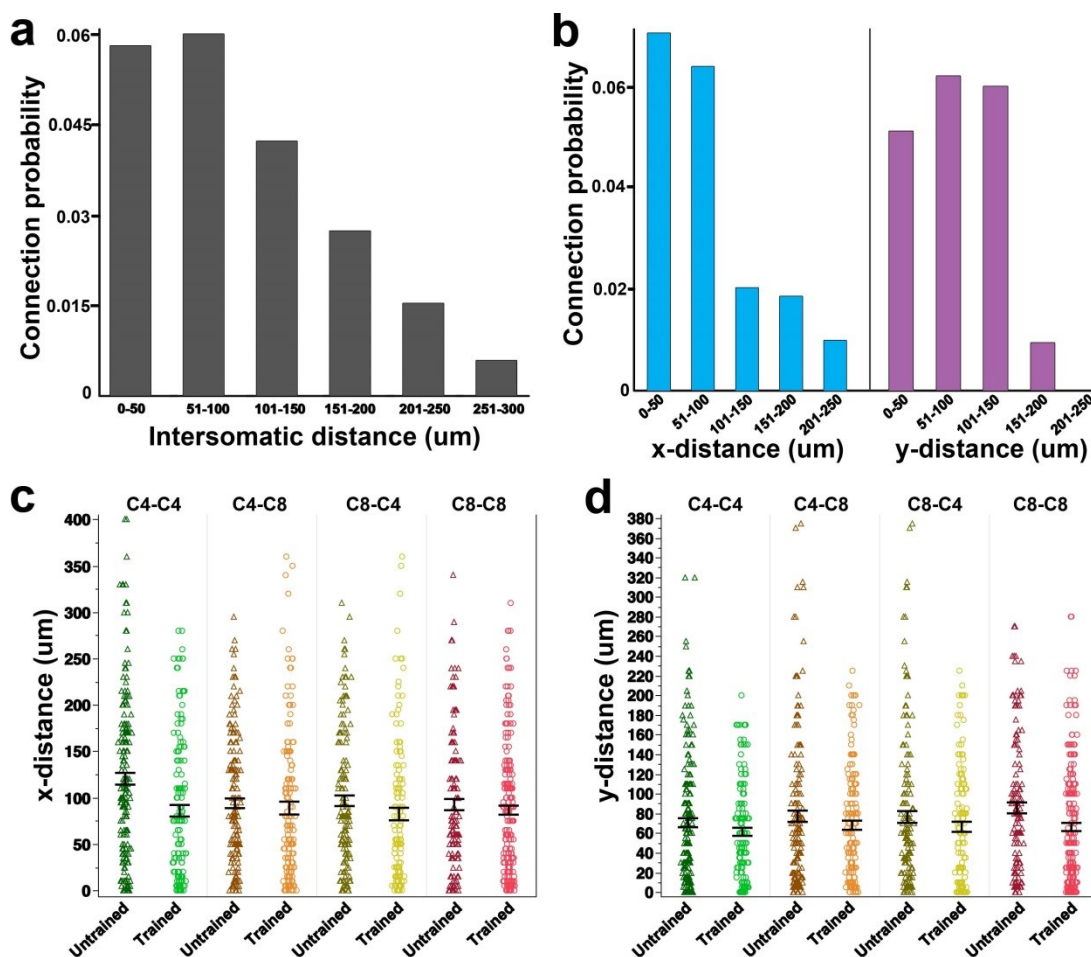 a
Connection probability
0.06
0.045
0.03
0.015
0
0-50 51-100 101-150 151-200 201-250 251-300
Intersomatic distance (um)
b
Connection probability
0.06
0.04
0.02
0
0-50 51-100 101-150 151-200 201-250 0-50 51-100 101-150 151-200 201-250
x-distance (um) y-distance (um)
c
C4-C4 C4-C8 C8-C4 C8-C8
x-distance (um)
400
350
300
250
200
150
100
50
0
Untrained Trained Untrained Trained Untrained Trained Untrained Trained
d
C4-C4 C4-C8 C8-C4 C8-C8
y-distance (um)
380
360
340
320
300
280
260
240
220
200
180
160
140
120
100
80
60
40
20
0
Untrained Trained Untrained Trained Untrained Trained Untrained Trained